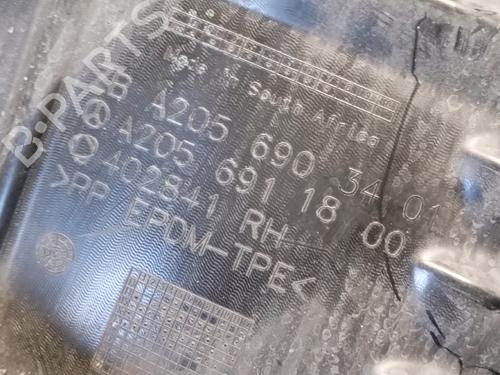 B-PARTS
Made in South Africa
A205 690 34 01
A205 691 18 00
402841 RH
>PP EPDM-TPE<